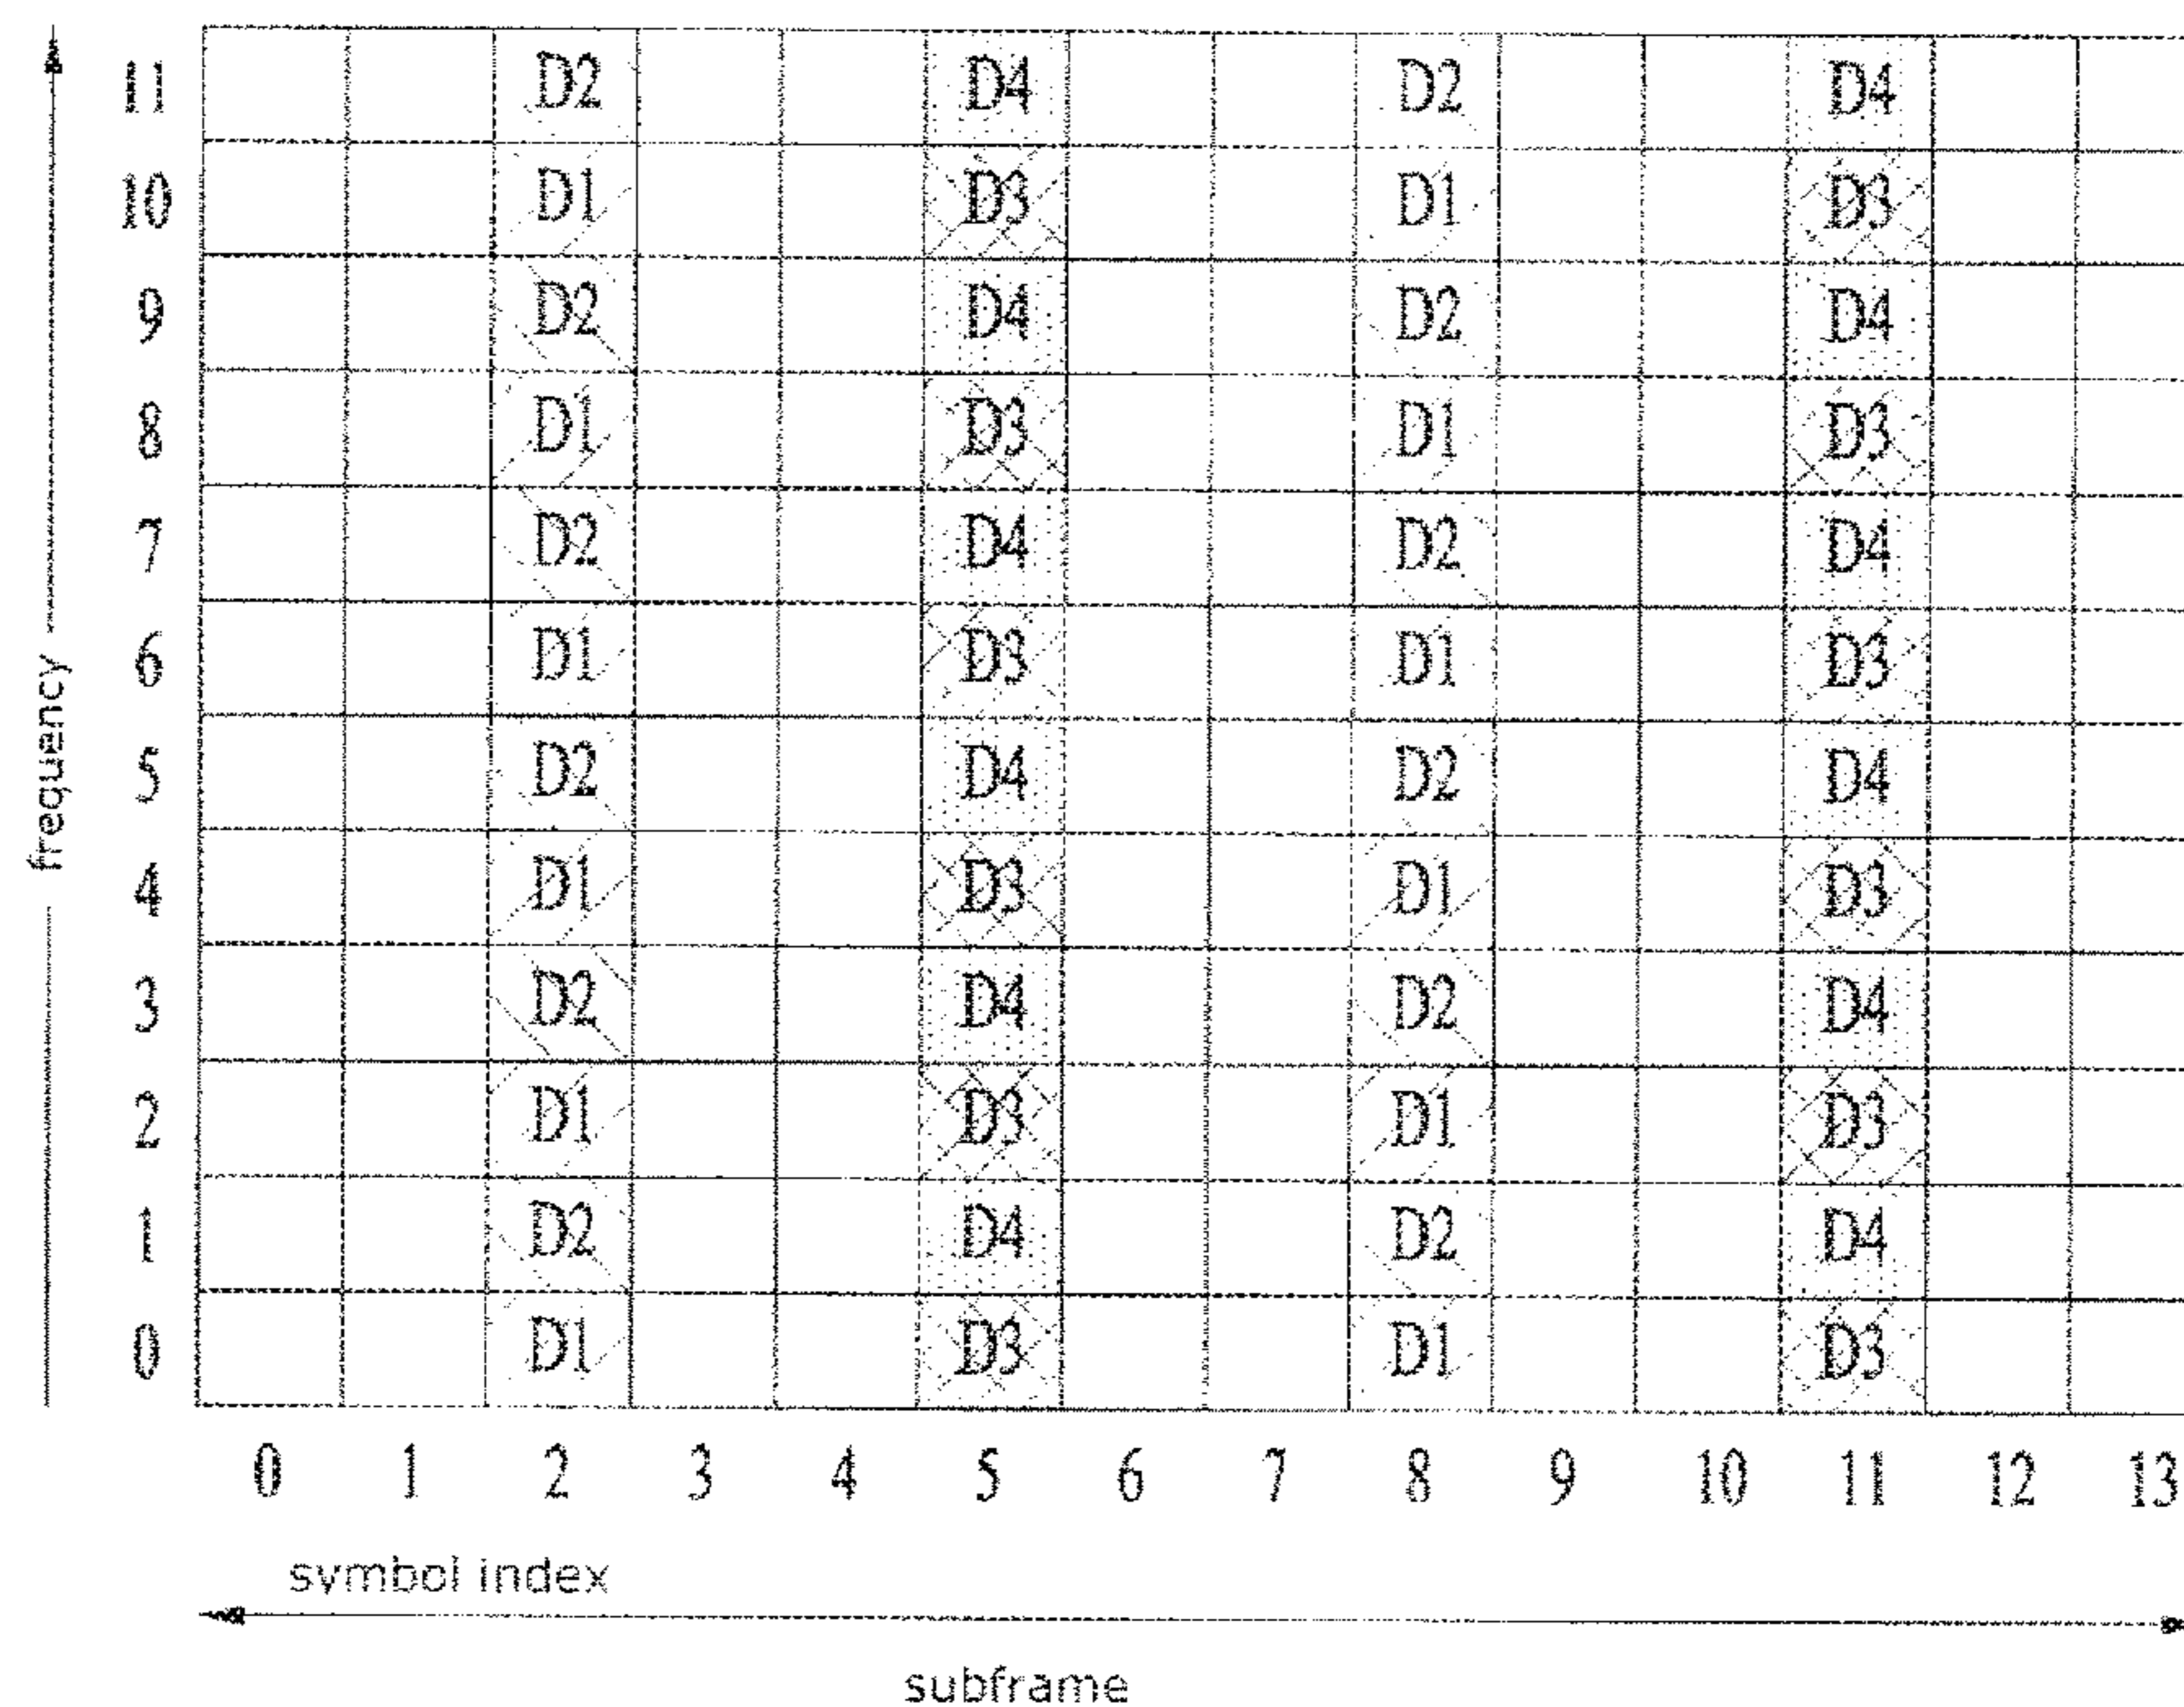 11 D2 D4 D2 D4
10 D1 D3 D1 D3
9 D2 D4 D2 D4
8 D1 D3 D1 D3
7 D2 D4 D2 D4
6 D1 D3 D1 D3
5 D2 D4 D2 D4
4 D1 D3 D1 D3
3 D2 D4 D2 D4
2 D1 D3 D1 D3
1 D2 D4 D2 D4
0 D1 D3 D1 D3
frequency
0 1 2 3 4 5 6 7 8 9 10 11 12 13
symbol index
subframe